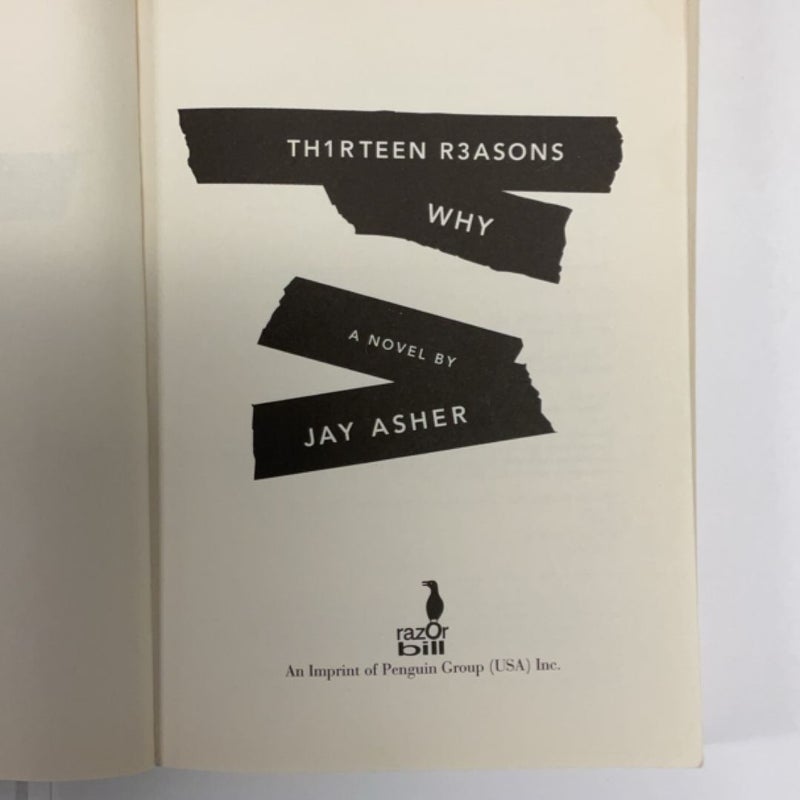 TH1RTEEN R3ASONS
WHY
A NOVEL BY
JAY ASHER
razOr
bill
An Imprint of Penguin Group (USA) Inc.